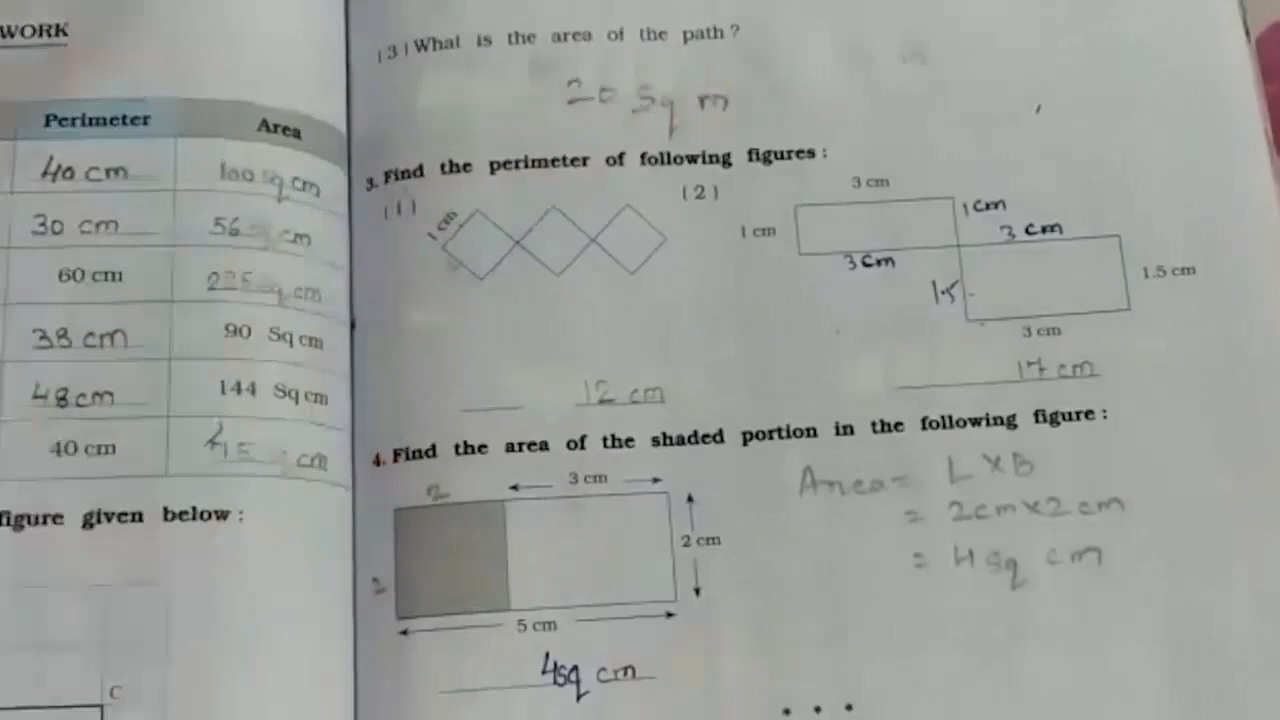 WORK
Perimeter Area
40 cm 100 sq cm
30 cm 56 cm
60 cm 225 sq cm
38 cm 90 Sq cm
48 cm 144 Sq cm
40 cm cm
figure given below :
C
(3) What is the area of the path ?
20 Sq m
3. Find the perimeter of following figures :
(1)
1 cm
12 cm
(2)
3 cm
1 cm
1 cm
3 cm
3 cm
1.5
1.5 cm
3 cm
17 cm
4. Find the area of the shaded portion in the following figure :
2
3 cm
2
2 cm
5 cm
4sq cm
Area = L x B
= 2cm x 2 cm
= 4 sq cm